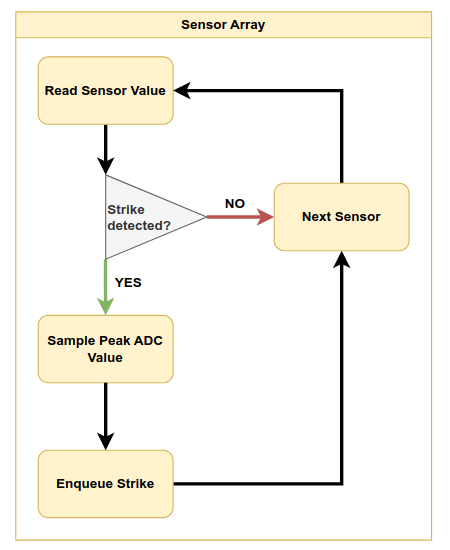 Sensor Array
Read Sensor Value
Strike
detected?
NO
Next Sensor
YES
Sample Peak ADC
Value
Enqueue Strike